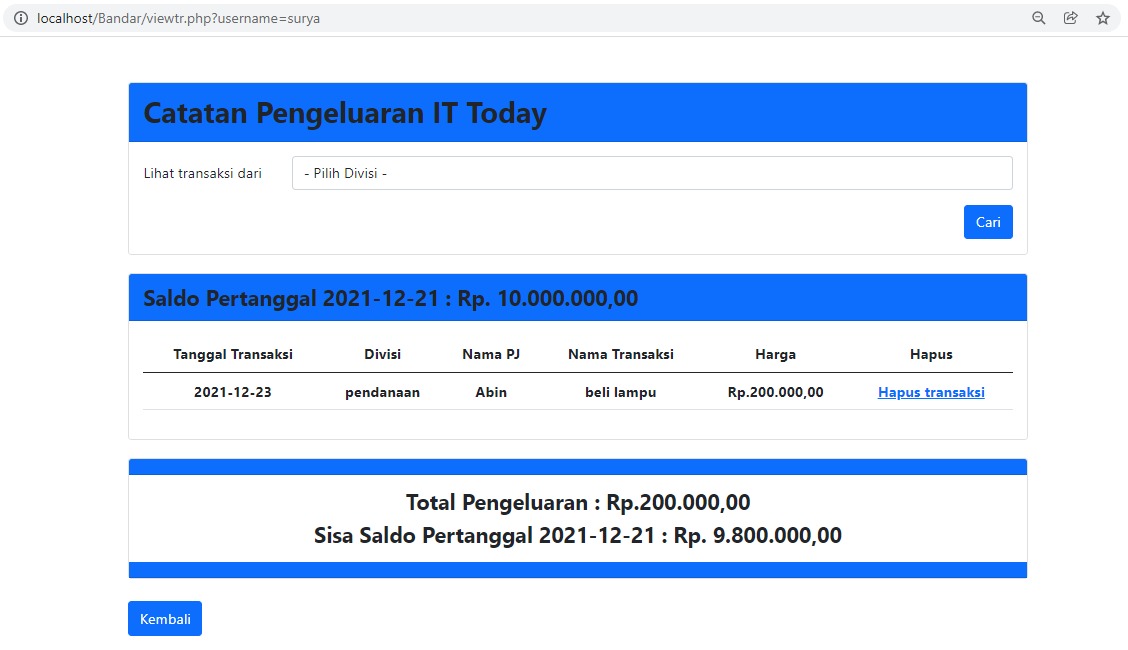 localhost/Bandar/viewtr.php?username=surya
Catatan Pengeluaran IT Today
Lihat transaksi dari - Pilih Divisi -
Cari
Saldo Pertanggal 2021-12-21 : Rp. 10.000.000,00
Tanggal Transaksi Divisi Nama PJ Nama Transaksi Harga Hapus
2021-12-23 pendanaan Abin beli lampu Rp.200.000,00 Hapus transaksi
Total Pengeluaran : Rp.200.000,00
Sisa Saldo Pertanggal 2021-12-21 : Rp. 9.800.000,00
Kembali